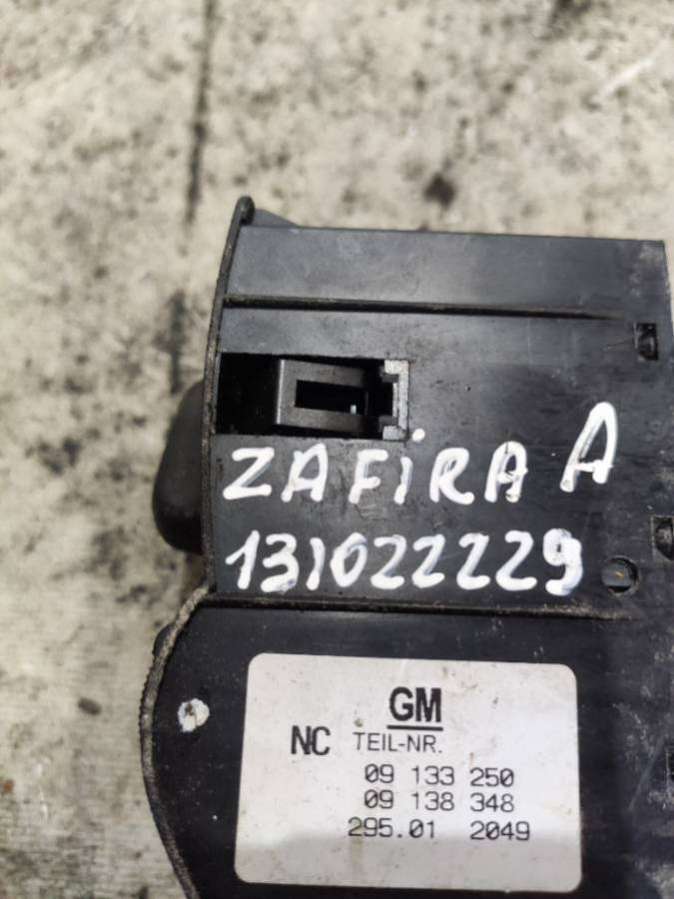 ZAFiRA A
131022229
GM
NC TEIL-NR.
09 133 250
09 138 348
295.01 2049